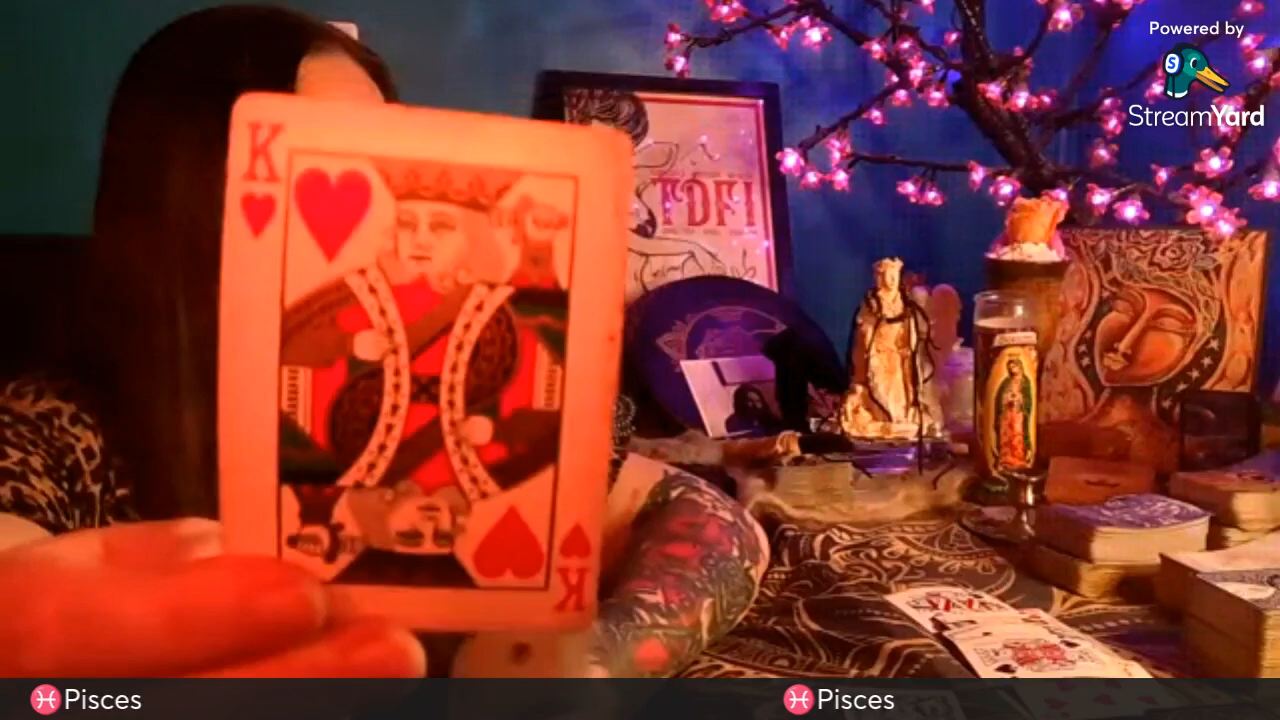 Powered by
S
StreamYard
K
TDFI
K
♓Pisces
♓Pisces